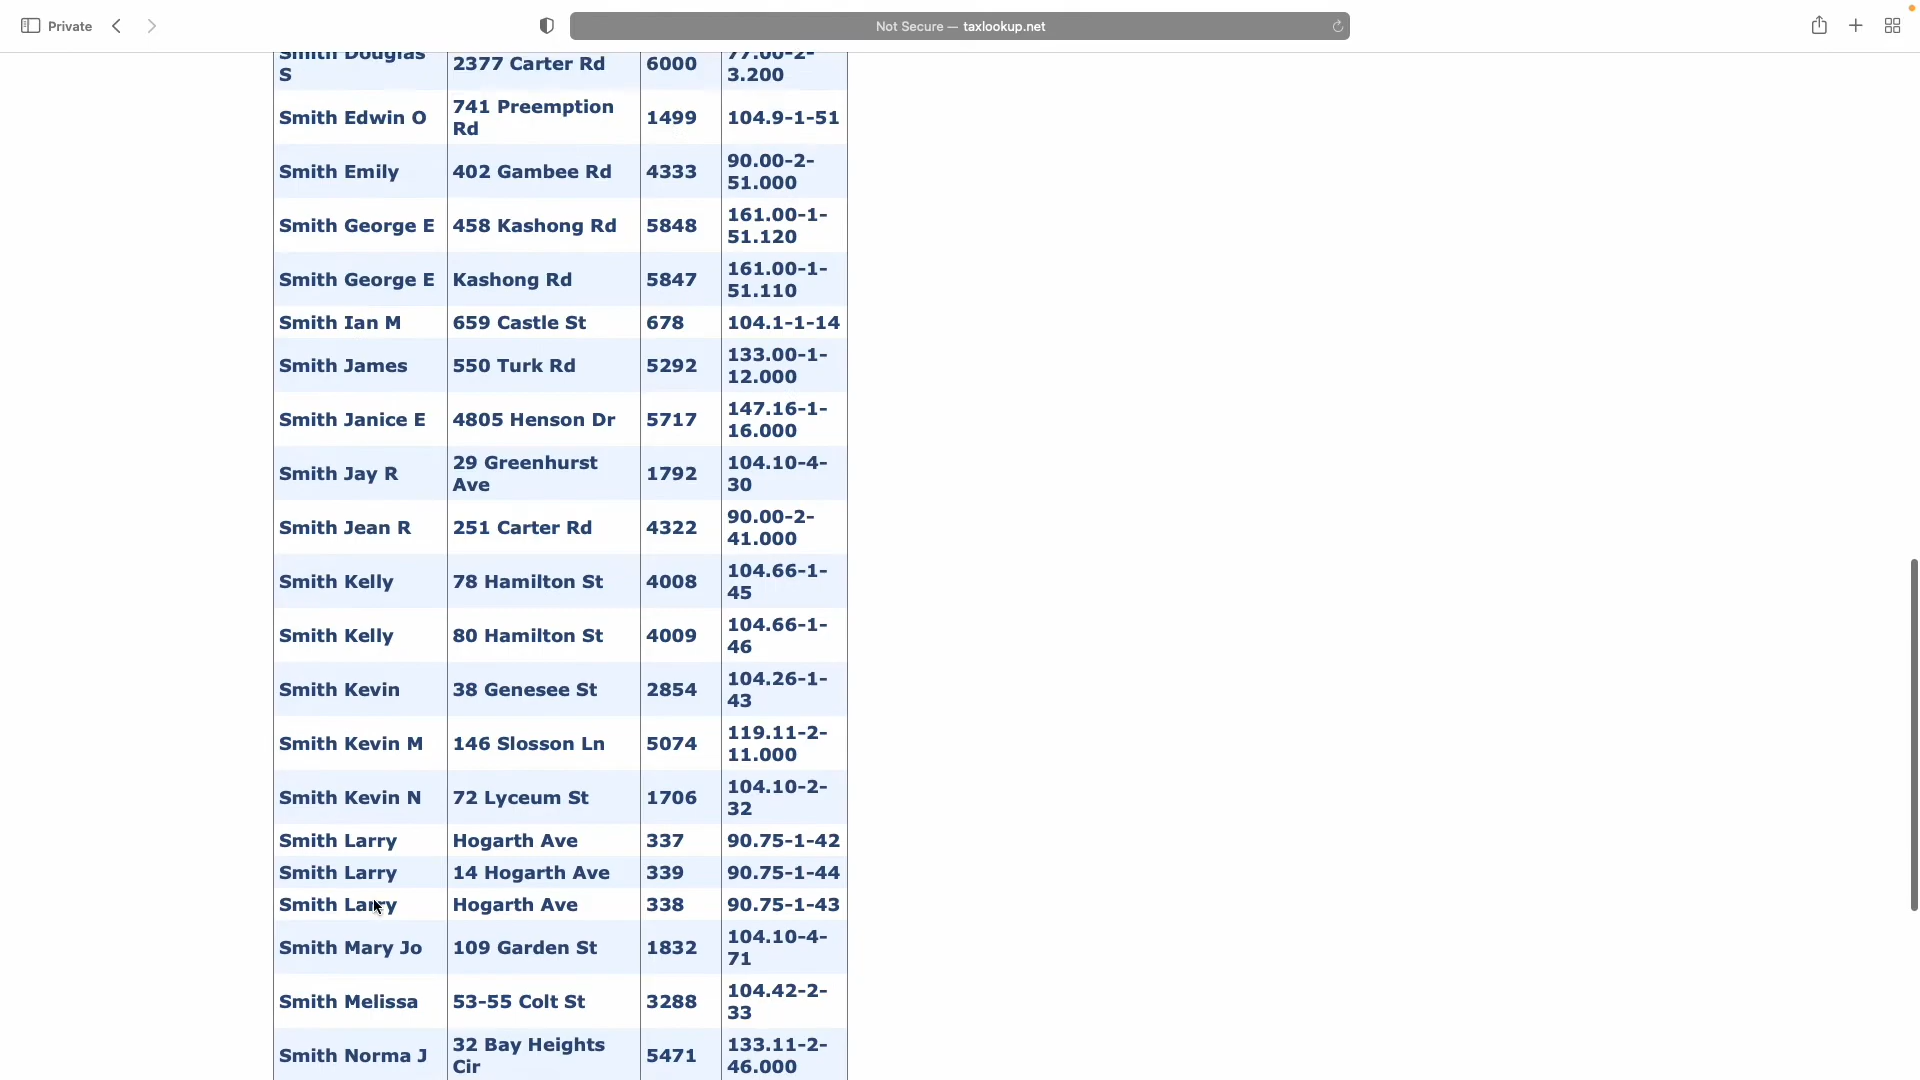 Private
Not Secure — taxlookup.net
Smith Douglas S 2377 Carter Rd 6000 77.00-2-3.200
Smith Edwin O 741 Preemption Rd 1499 104.9-1-51
Smith Emily 402 Gambee Rd 4333 90.00-2-51.000
Smith George E 458 Kashong Rd 5848 161.00-1-51.120
Smith George E Kashong Rd 5847 161.00-1-51.110
Smith Ian M 659 Castle St 678 104.1-1-14
Smith James 550 Turk Rd 5292 133.00-1-12.000
Smith Janice E 4805 Henson Dr 5717 147.16-1-16.000
Smith Jay R 29 Greenhurst Ave 1792 104.10-4-30
Smith Jean R 251 Carter Rd 4322 90.00-2-41.000
Smith Kelly 78 Hamilton St 4008 104.66-1-45
Smith Kelly 80 Hamilton St 4009 104.66-1-46
Smith Kevin 38 Genesee St 2854 104.26-1-43
Smith Kevin M 146 Slosson Ln 5074 119.11-2-11.000
Smith Kevin N 72 Lyceum St 1706 104.10-2-32
Smith Larry Hogarth Ave 337 90.75-1-42
Smith Larry 14 Hogarth Ave 339 90.75-1-44
Smith Larry Hogarth Ave 338 90.75-1-43
Smith Mary Jo 109 Garden St 1832 104.10-4-71
Smith Melissa 53-55 Colt St 3288 104.42-2-33
Smith Norma J 32 Bay Heights Cir 5471 133.11-2-46.000